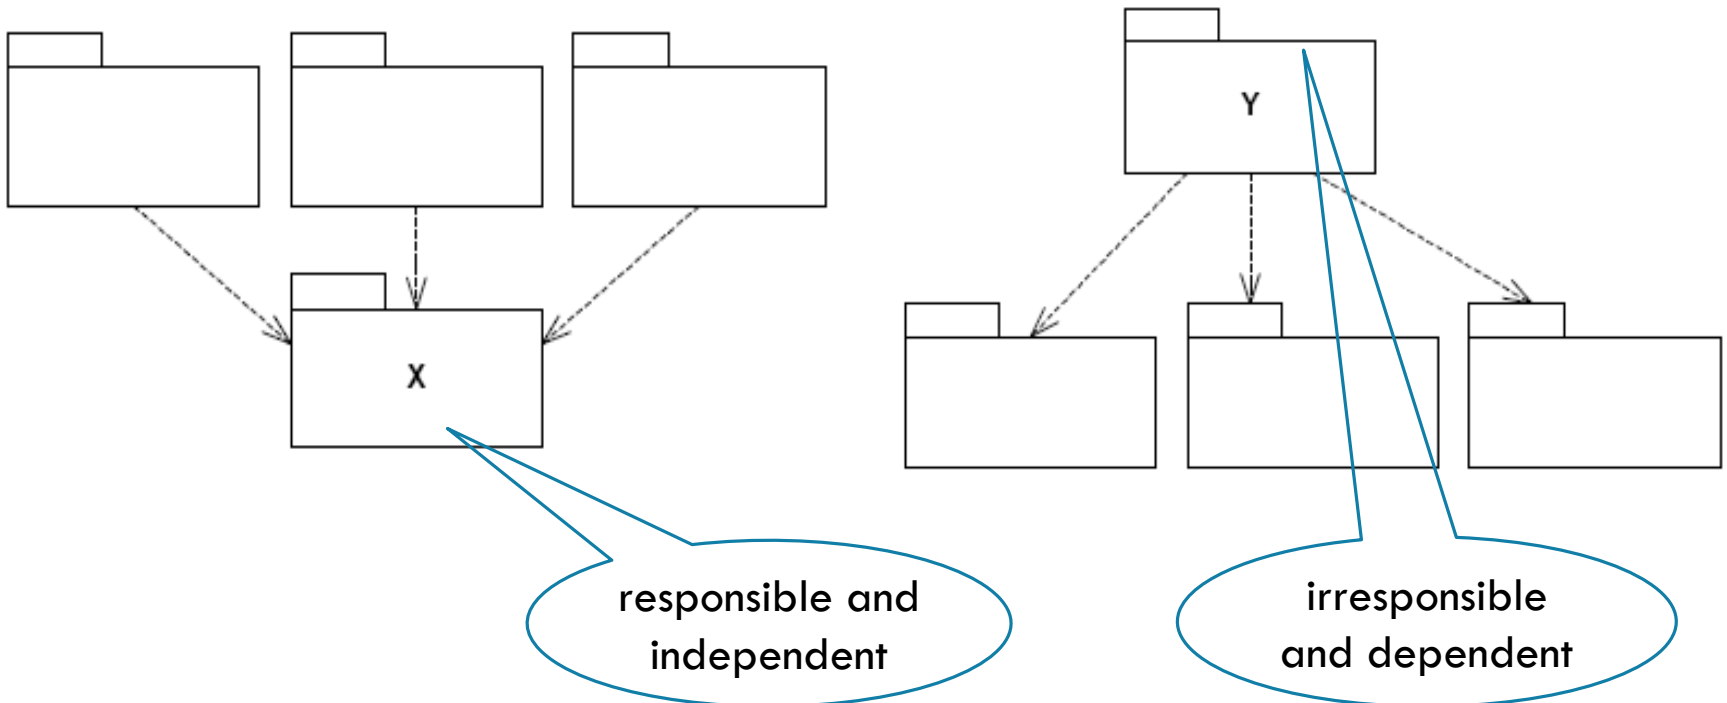 Y
X
responsible and
independent
irresponsible
and dependent